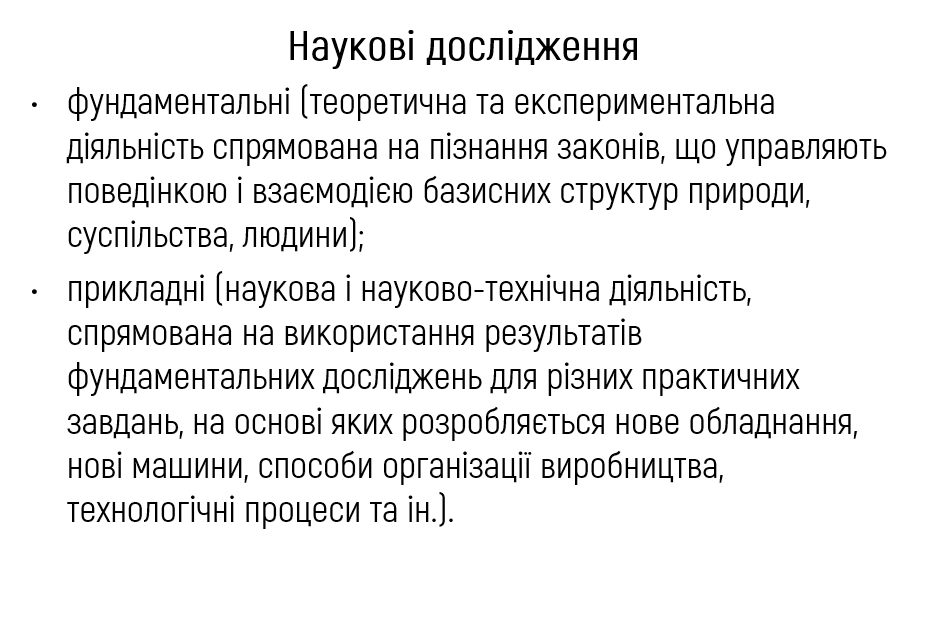 Наукові дослідження
• фундаментальні (теоретична та експериментальна
діяльність спрямована на пізнання законів, що управляють
поведінкою і взаємодією базисних структур природи,
суспільства, людини);
• прикладні (наукова і науково-технічна діяльність,
спрямована на використання результатів
фундаментальних досліджень для різних практичних
завдань, на основі яких розробляється нове обладнання,
нові машини, способи організації виробництва,
технологічні процеси та ін.).